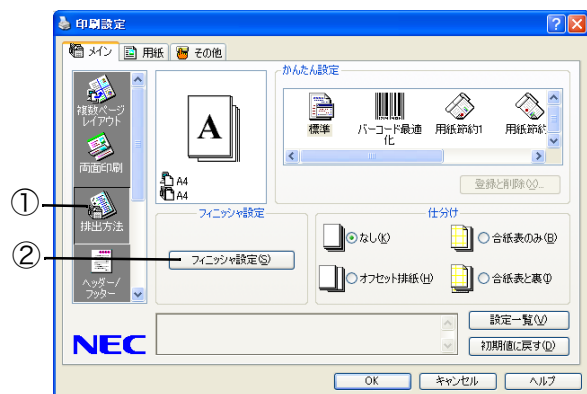 印刷設定
メイン 用紙 その他
複数ページ
レイアウト
両面印刷
①
排出方法
ヘッダー/
フッター
A
A4
A4
かんたん設定
標準
バーコード最適
化
用紙節約1
用紙節約
登録と削除(X)...
フィニッシャ設定
②
フィニッシャ設定(S)
仕分け
なし(K)
合紙表のみ(B)
オフセット排紙(H)
合紙表と裏(I)
NEC
設定一覧(V)
初期値に戻す(D)
OK キャンセル ヘルプ